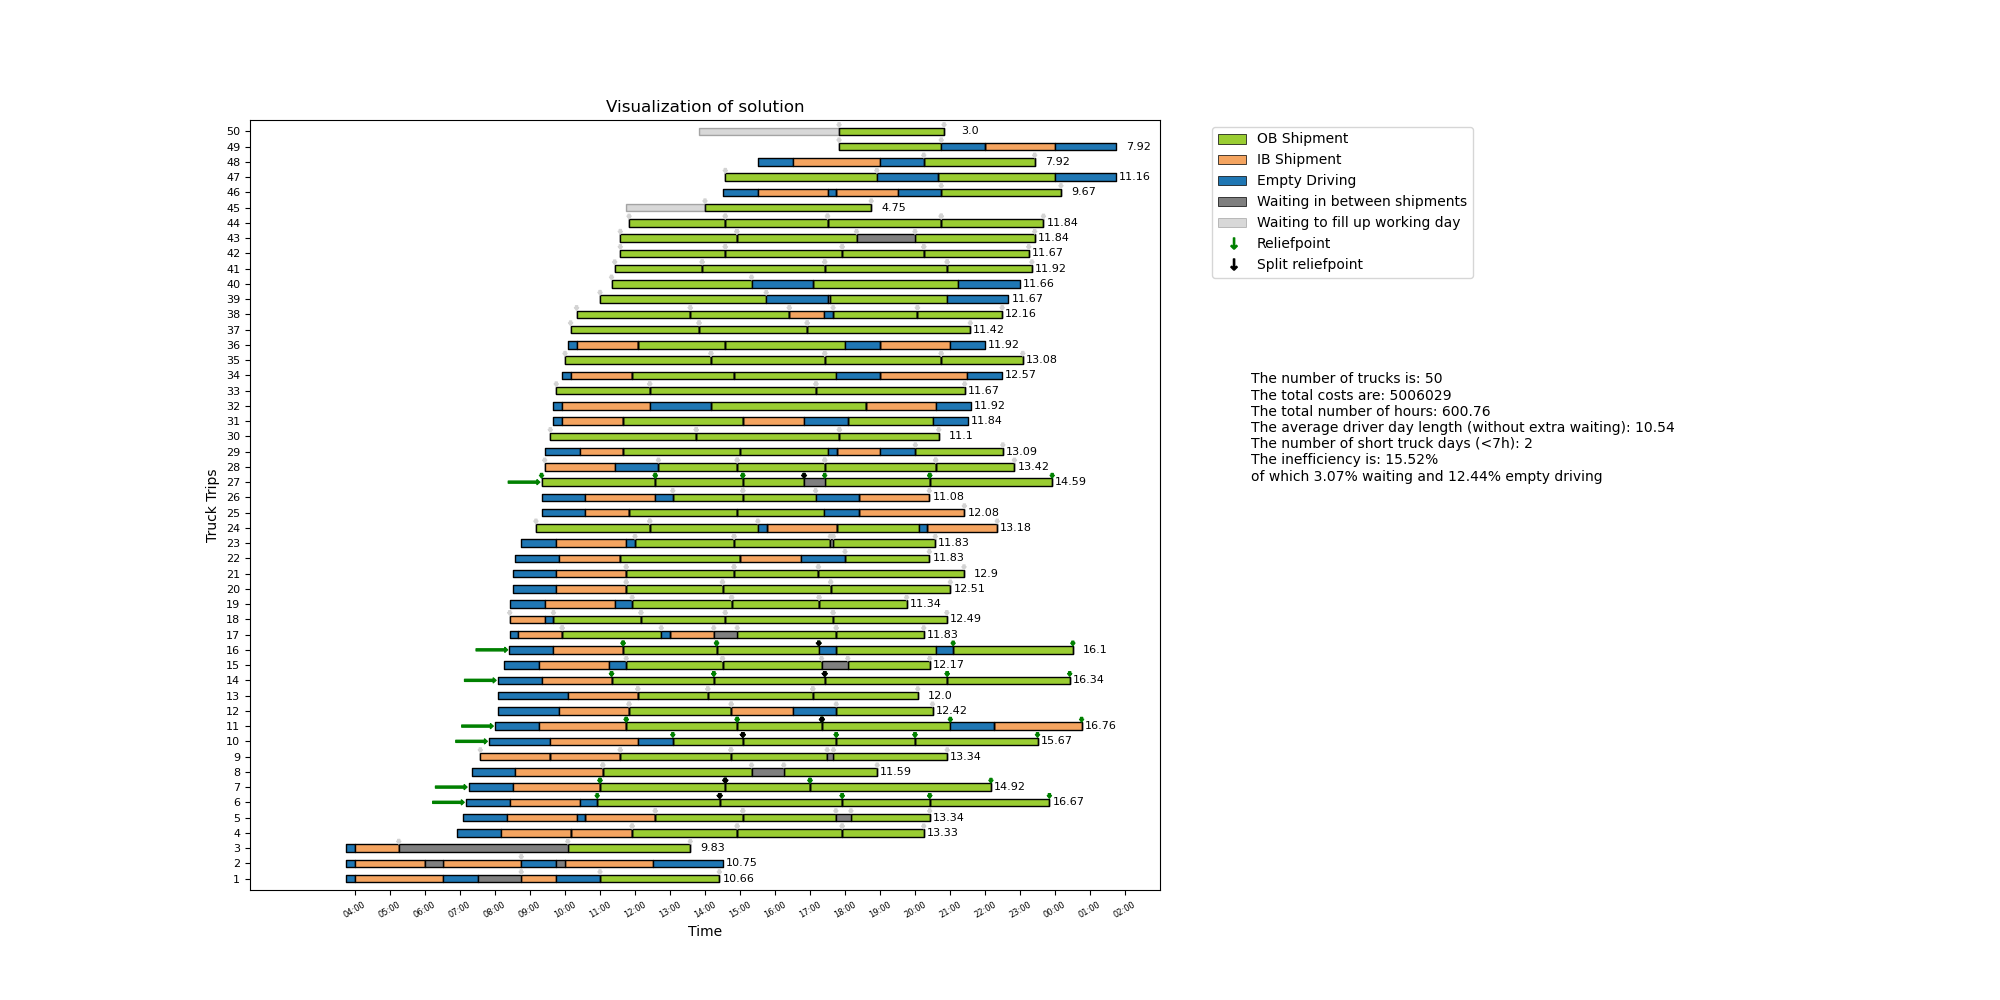 Visualization of solution
50 3.0
49 7.92
48 7.92
47 11.16
46 9.67
45 4.75
44 11.84
43 11.84
42 11.67
41 11.92
40 11.66
39 11.67
38 12.16
37 11.42
36 11.92
35 13.08
34 12.57
33 11.67
32 11.92
31 11.84
30 11.1
29 13.09
28 13.42
27 14.59
26 11.08
25 12.08
24 13.18
23 11.83
22 11.83
21 12.9
20 12.51
19 11.34
18 12.49
17 11.83
16 16.1
15 12.17
14 16.34
13 12.0
12 12.42
11 16.76
10 15.67
9 13.34
8 11.59
7 14.92
6 16.67
5 13.34
4 13.33
3 9.83
2 10.75
1 10.66
Truck Trips
04:00 05:00 06:00 07:00 08:00 09:00 10:00 11:00 12:00 13:00 14:00 15:00 16:00 17:00 18:00 19:00 20:00 21:00 22:00 23:00 00:00 01:00 02:00
Time
OB Shipment
IB Shipment
Empty Driving
Waiting in between shipments
Waiting to fill up working day
Reliefpoint
Split reliefpoint
The number of trucks is: 50
The total costs are: 5006029
The total number of hours: 600.76
The average driver day length (without extra waiting): 10.54
The number of short truck days (<7h): 2
The inefficiency is: 15.52%
of which 3.07% waiting and 12.44% empty driving